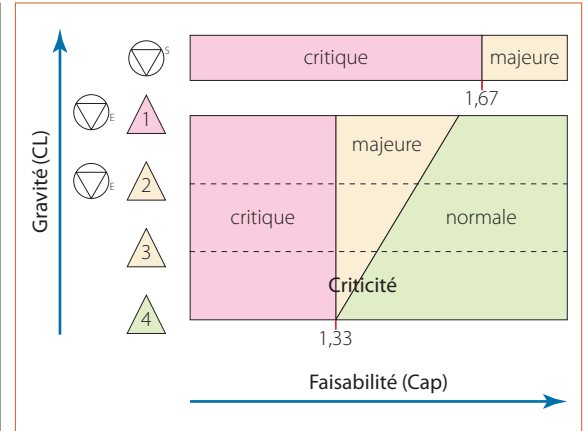 S
critique
majeure
1,67
E
1
majeure
E
2
critique
normale
3
Criticité
4
1,33
Gravité (CL)
Faisabilité (Cap)